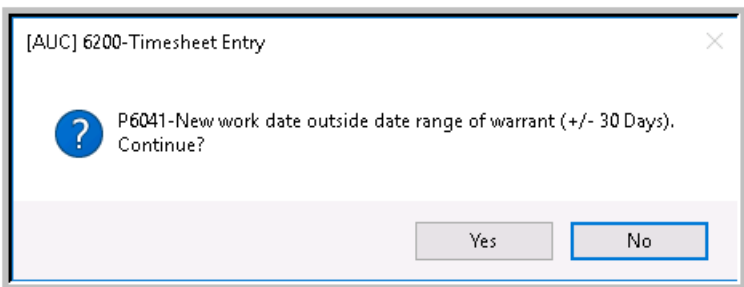 [AUC] 6200-Timesheet Entry
P6041-New work date outside date range of warrant (+/- 30 Days).
Continue?
Yes
No